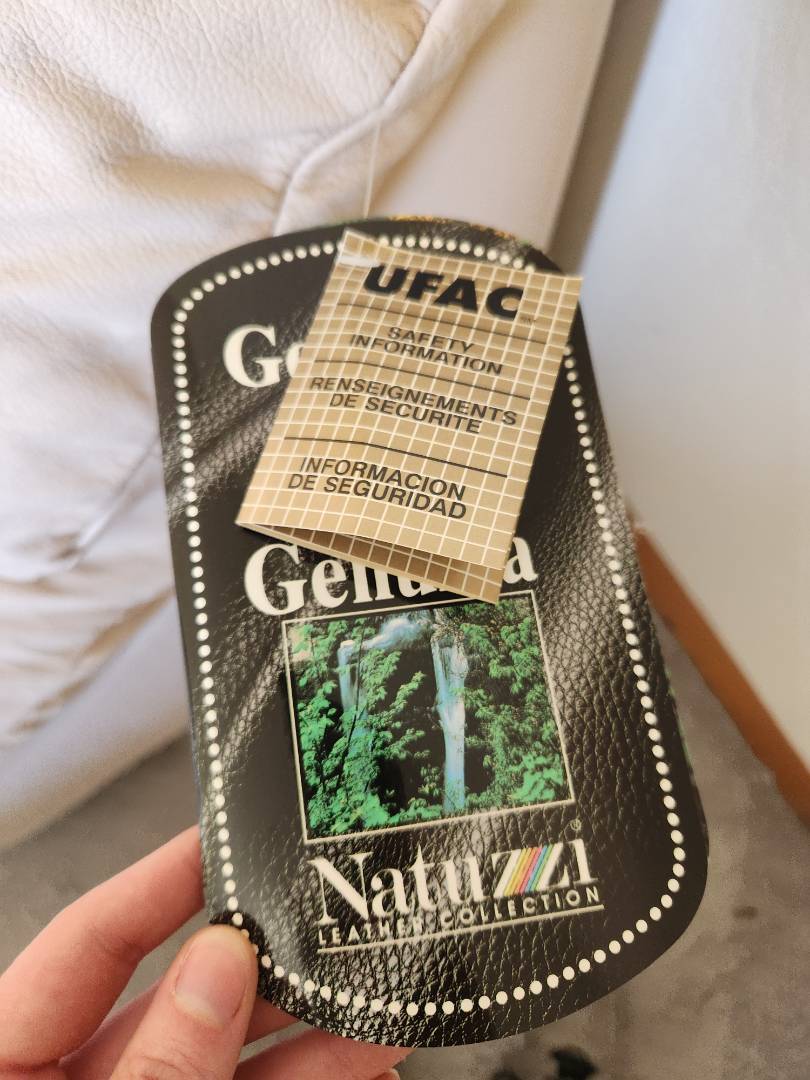 UFAC
SAFETY
INFORMATION
RENSEIGNEMENTS
DE SECURITE
INFORMACION
DE SEGURIDAD
Natuzzi®
LEATHER COLLECTION